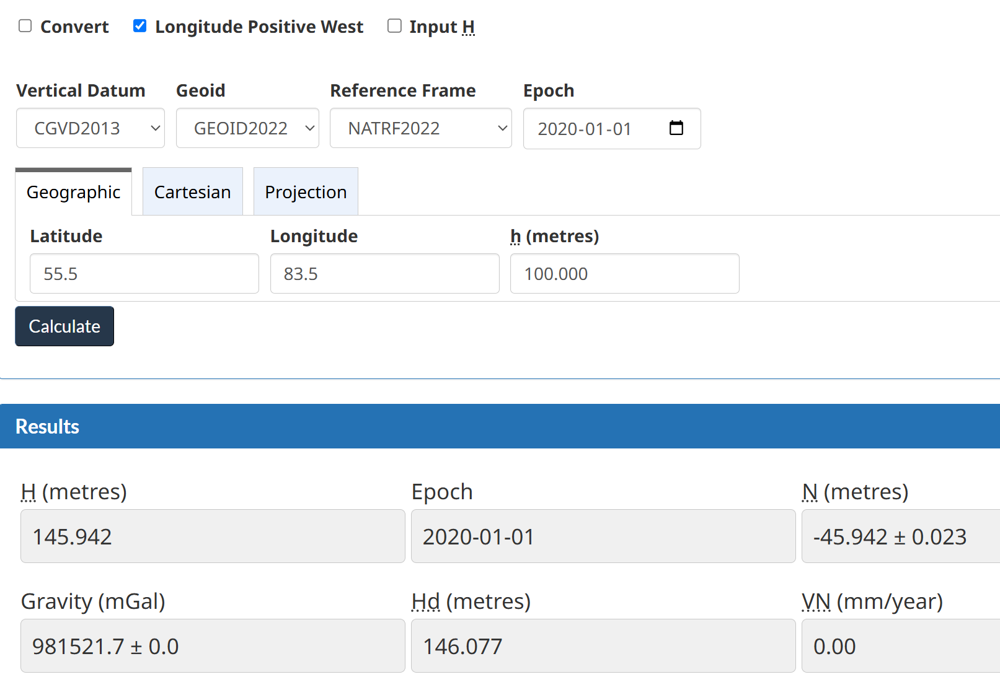 Convert Longitude Positive West Input H
Vertical Datum Geoid Reference Frame Epoch
CGVD2013 GEOID2022 NATRF2022 2020-01-01
Geographic Cartesian Projection
Latitude Longitude h (metres)
55.5 83.5 100.000
Calculate
Results
H (metres) Epoch N (metres)
145.942 2020-01-01 -45.942 ± 0.023
Gravity (mGal) Hd (metres) VN (mm/year)
981521.7 ± 0.0 146.077 0.00